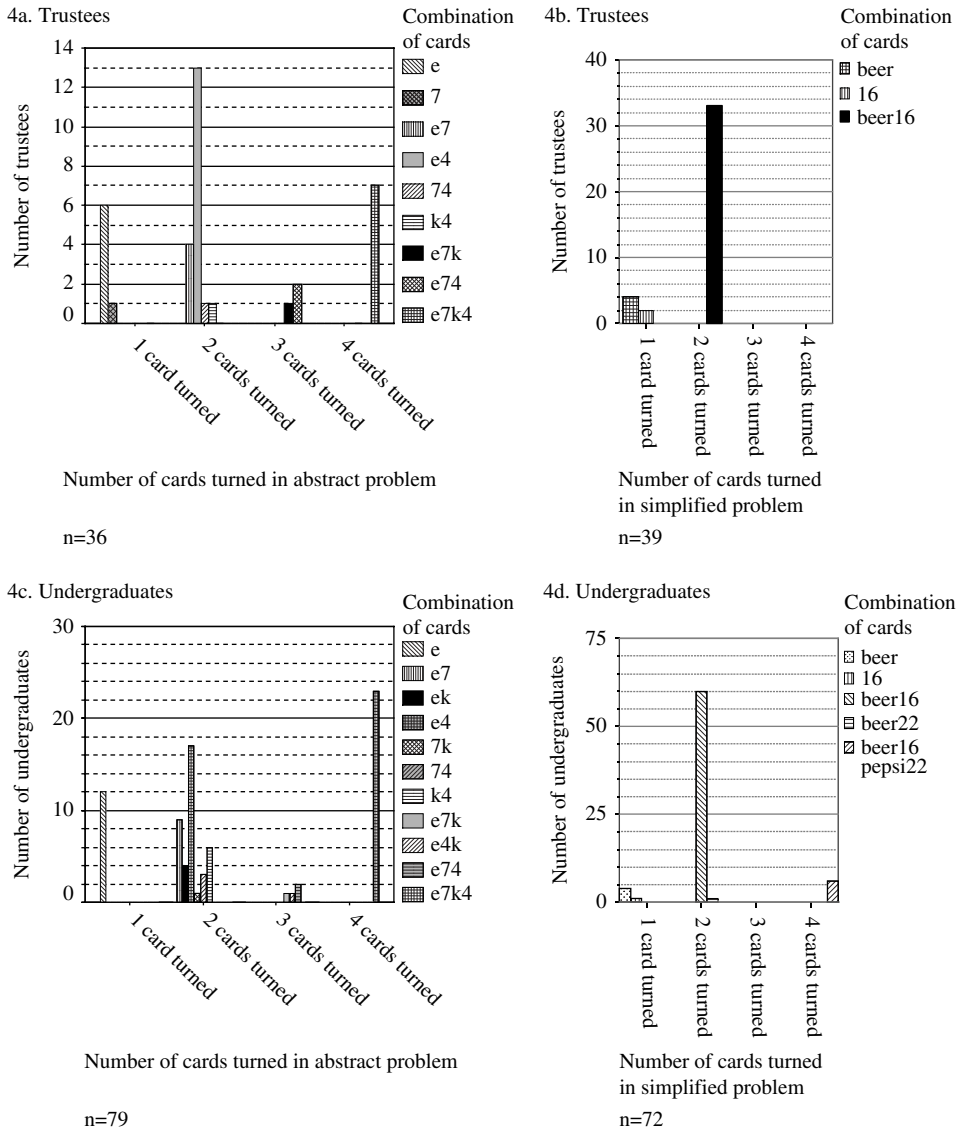 4a. Trustees
Combination
of cards
14
12
10
8
6
4
2
0
Number of trustees
e
7
e7
e4
74
k4
e7k
e74
e7k4
1 card turned
2 cards turned
3 cards turned
4 cards turned
Number of cards turned in abstract problem
n=36
4b. Trustees
Combination
of cards
40
30
20
10
0
Number of trustees
beer
16
beer16
1 card turned
2 cards turned
3 cards turned
4 cards turned
Number of cards turned
in simplified problem
n=39
4c. Undergraduates
Combination
of cards
30
20
10
0
Number of undergraduates
e
e7
ek
e4
7k
74
k4
e7k
e4k
e74
e7k4
1 card turned
2 cards turned
3 cards turned
4 cards turned
Number of cards turned in abstract problem
n=79
4d. Undergraduates
Combination
of cards
75
50
25
0
Number of undergraduates
beer
16
beer16
beer22
beer16
pepsi22
1 card turned
2 cards turned
3 cards turned
4 cards turned
Number of cards turned
in simplified problem
n=72